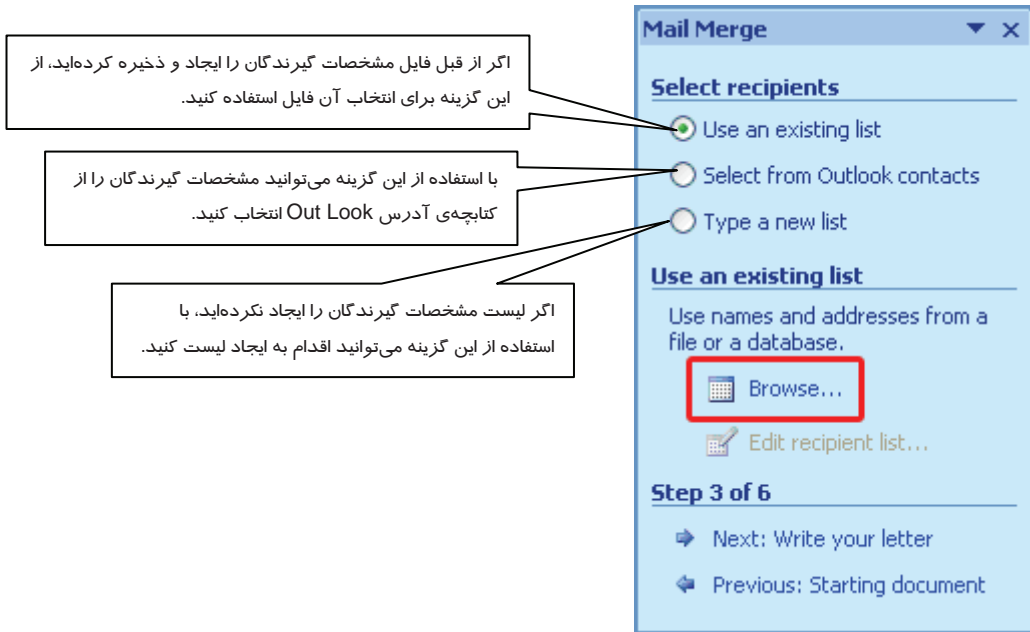 Mail Merge
اگر از قبل فایل مشخصات گیرندگان را ایجاد و ذخیره کرده‌اید، از
این گزینه برای انتخاب آن فایل استفاده کنید.
Select recipients
Use an existing list
با استفاده از این گزینه می‌توانید مشخصات گیرندگان را از
کتابچه‌ی آدرس Out Look انتخاب کنید.
Select from Outlook contacts
Type a new list
اگر لیست مشخصات گیرندگان را ایجاد نکرده‌اید، با
استفاده از این گزینه می‌توانید اقدام به ایجاد لیست کنید.
Use an existing list
Use names and addresses from a
file or a database.
Browse...
Edit recipient list...
Step 3 of 6
Next: Write your letter
Previous: Starting document